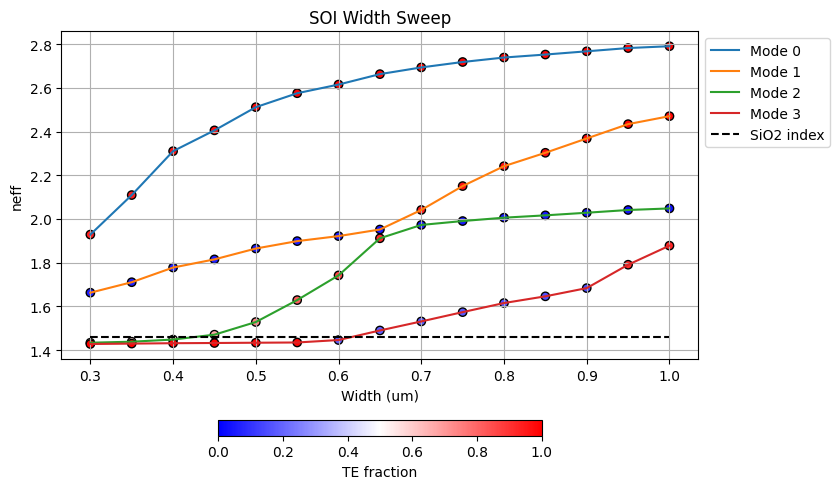 SOI Width Sweep
neff
2.8
2.6
2.4
2.2
2.0
1.8
1.6
1.4
0.3
0.4
0.5
0.6
0.7
0.8
0.9
1.0
Width (um)
Mode 0
Mode 1
Mode 2
Mode 3
SiO2 index
0.0
0.2
0.4
0.6
0.8
1.0
TE fraction